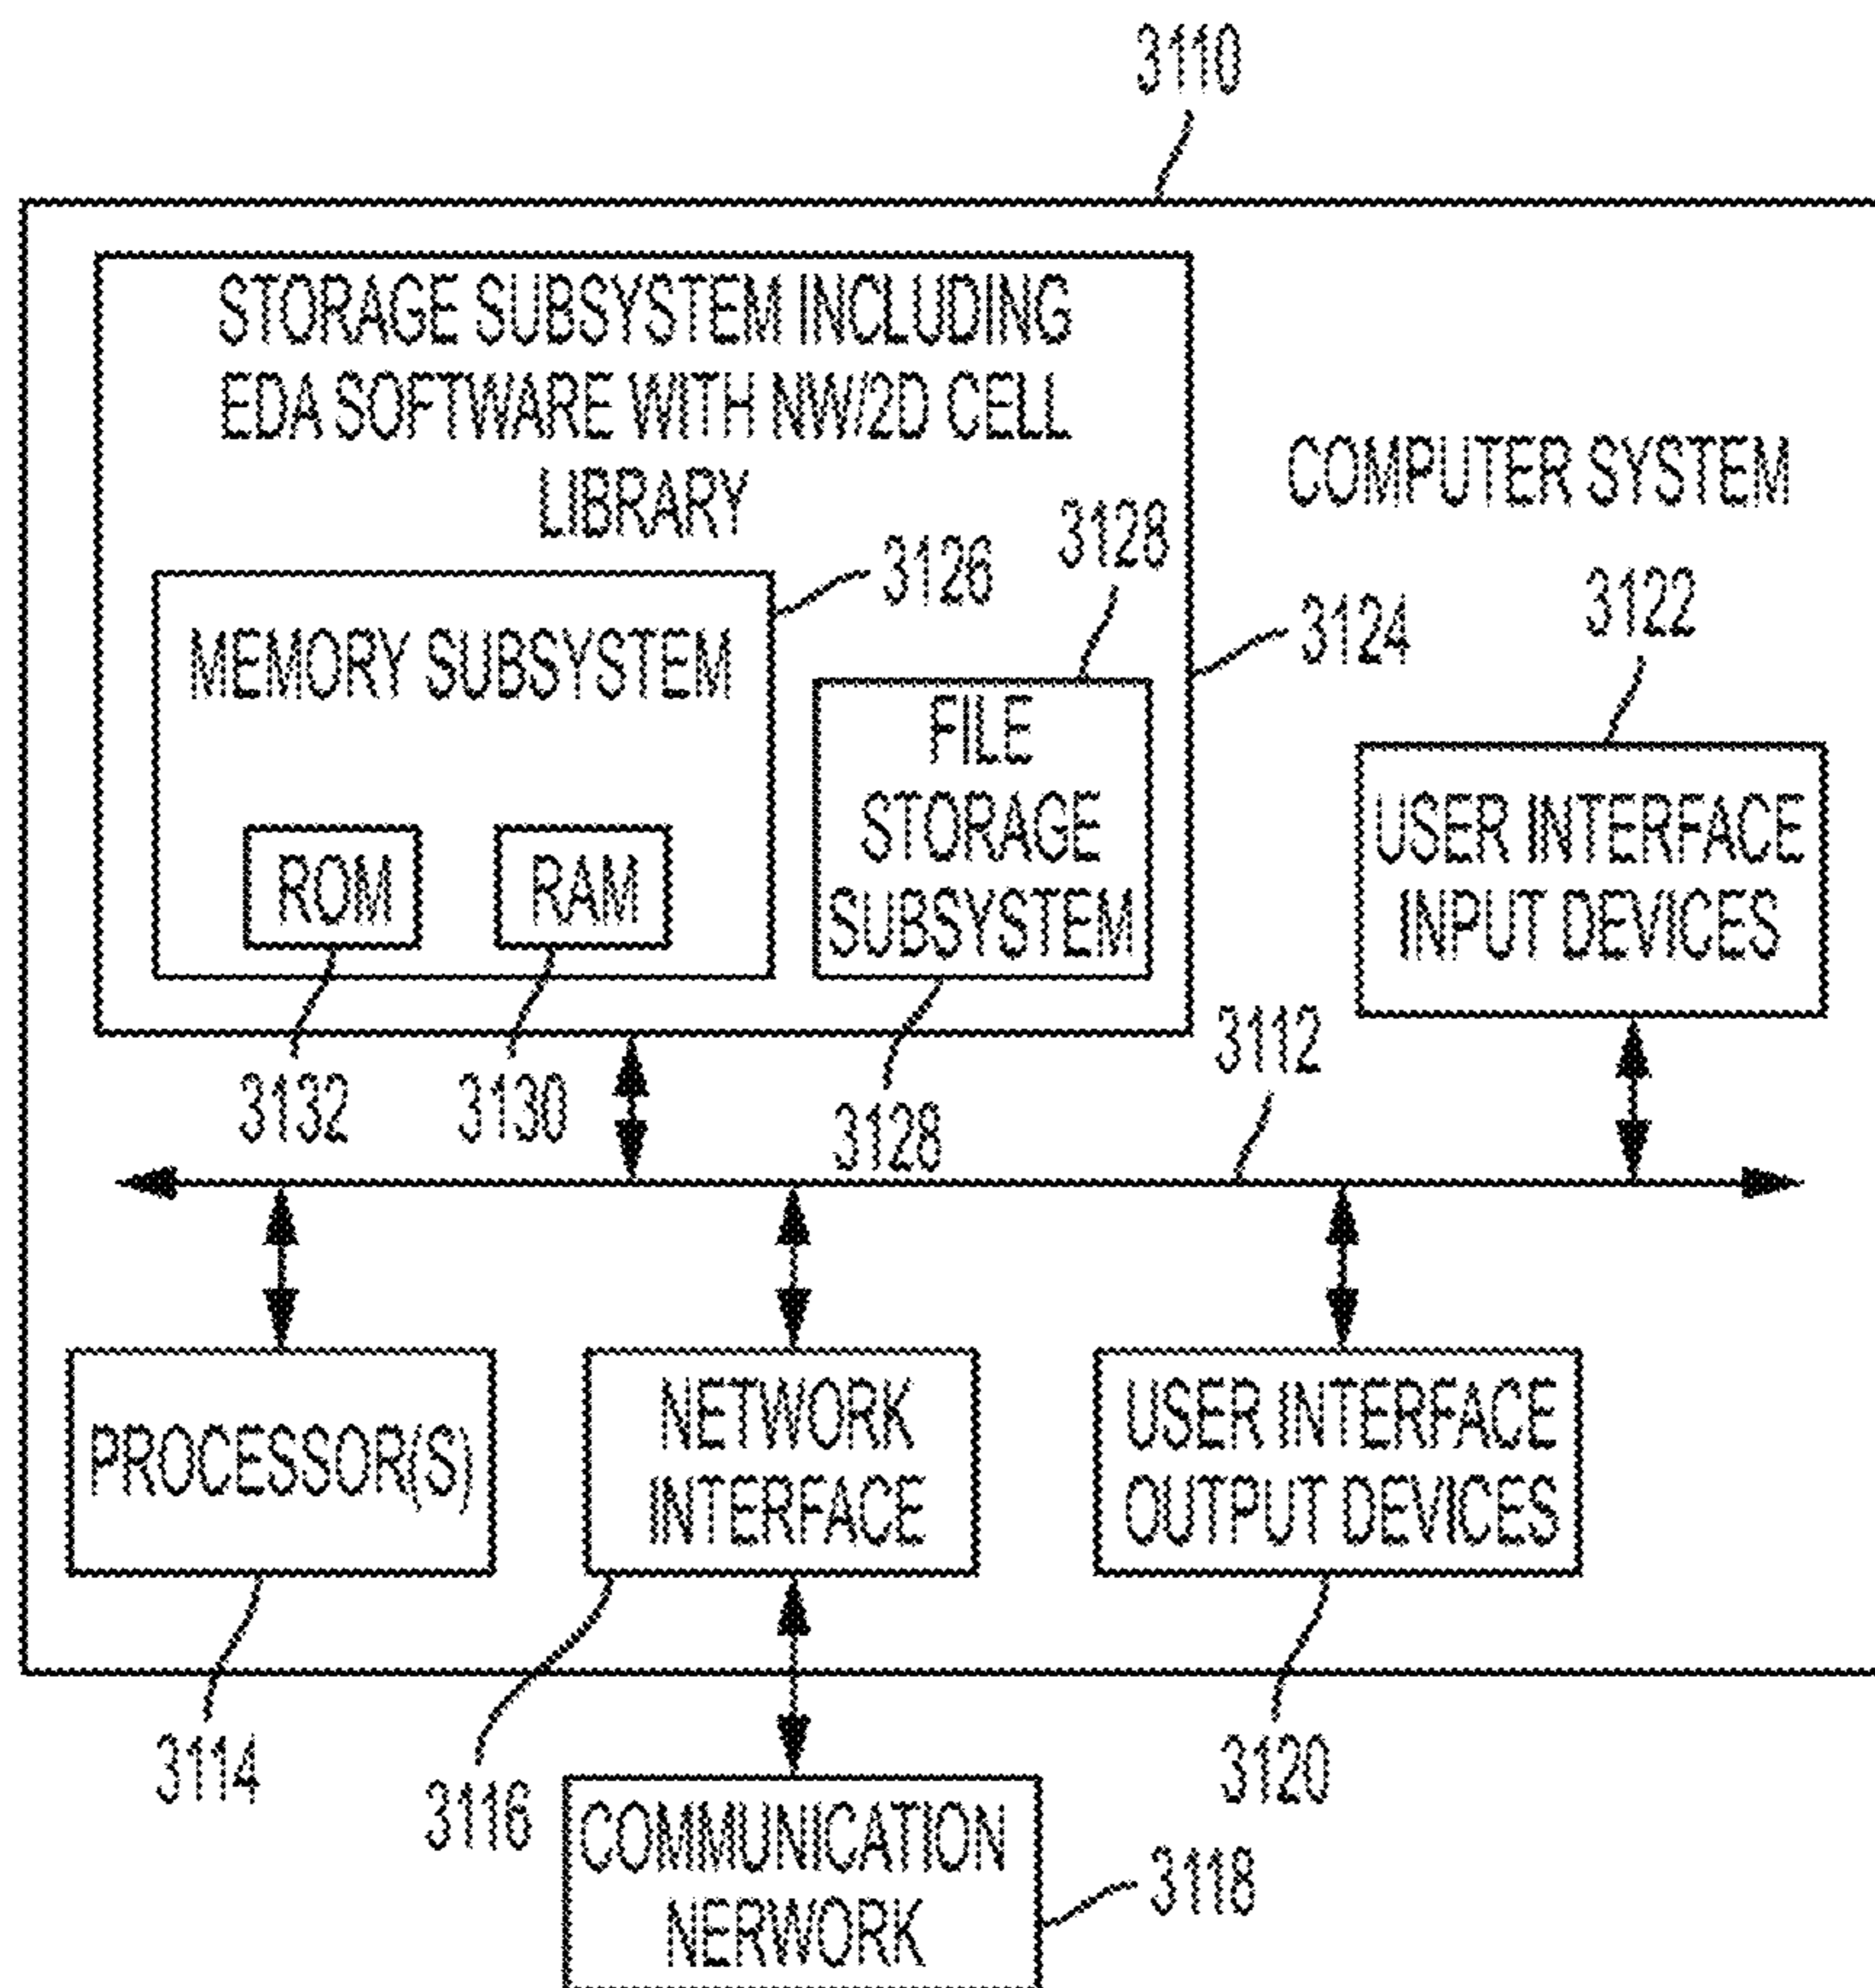 3110
STORAGE SUBSYSTEM INCLUDING
EDA SOFTWARE WITH NW/2D CELL
LIBRARY
COMPUTER SYSTEM
3126
3128
3124
3122
MEMORY SUBSYSTEM
FILE
STORAGE
SUBSYSTEM
ROM
RAM
USER INTERFACE
INPUT DEVICES
3132
3130
3128
3112
PROCESSOR(S)
NETWORK
INTERFACE
USER INTERFACE
OUTPUT DEVICES
3114
3116
3120
COMMUNICATION
NERWORK
3118